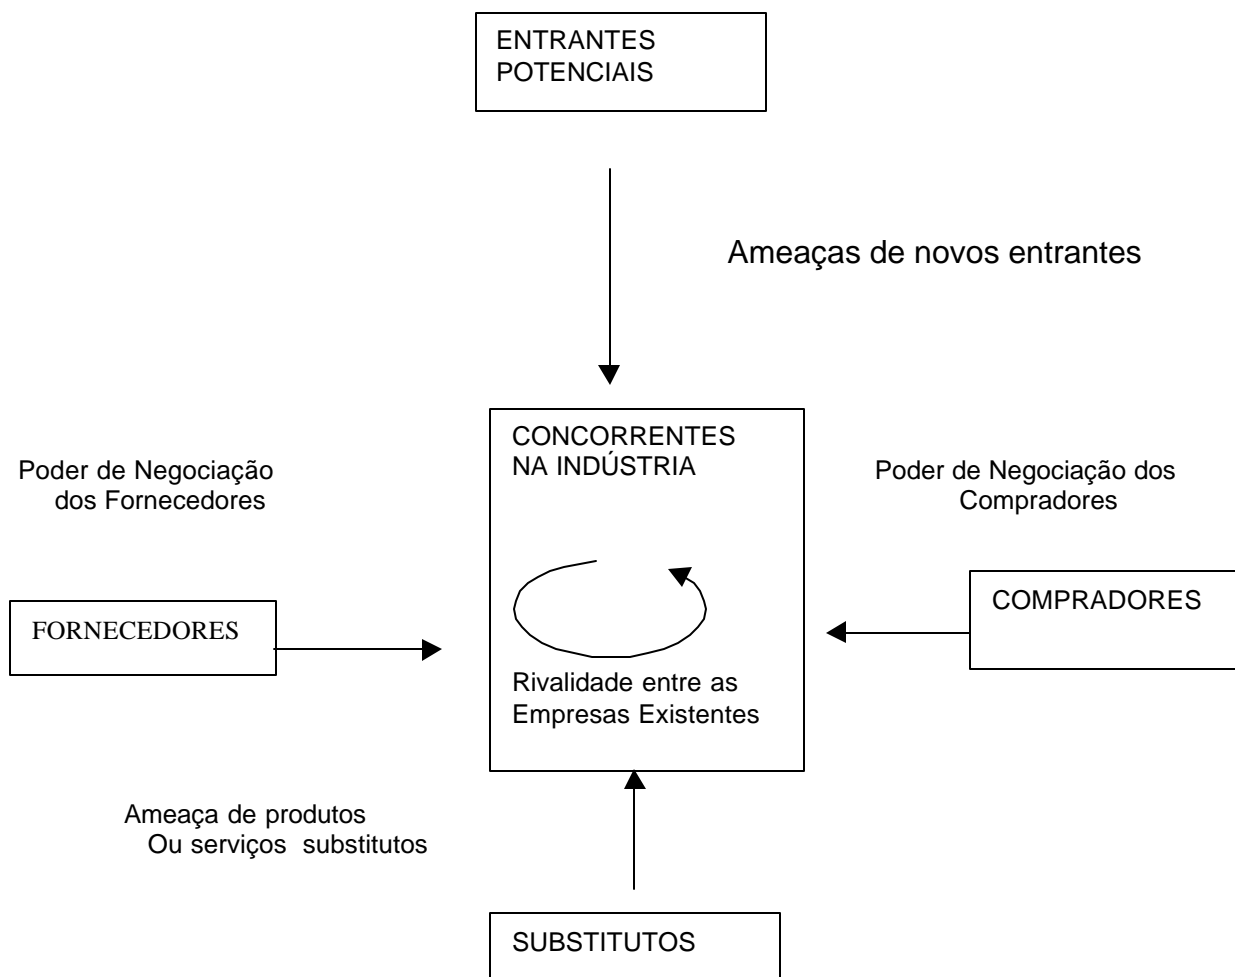 ENTRANTES
POTENCIAIS
Ameaças de novos entrantes
CONCORRENTES
NA INDÚSTRIA
Poder de Negociação
dos Fornecedores
Poder de Negociação dos
Compradores
FORNECEDORES
COMPRADORES
Rivalidade entre as
Empresas Existentes
Ameaça de produtos
Ou serviços substitutos
SUBSTITUTOS